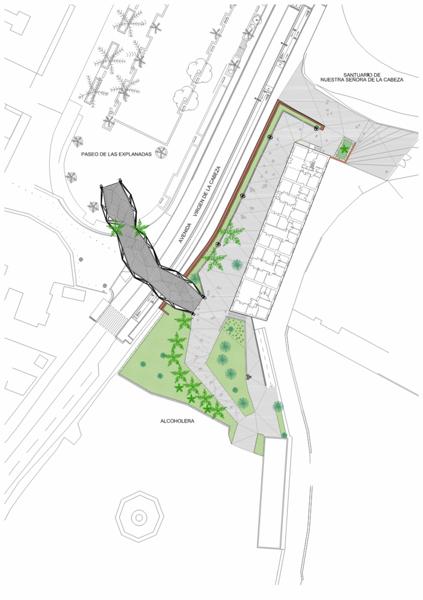 SANTUARIO DE
NUESTRA SEÑORA DE LA CABEZA
PASEO DE LAS EXPLANADAS
AVENIDA VIRGEN DE LA CABEZA
ALCOHOLERA